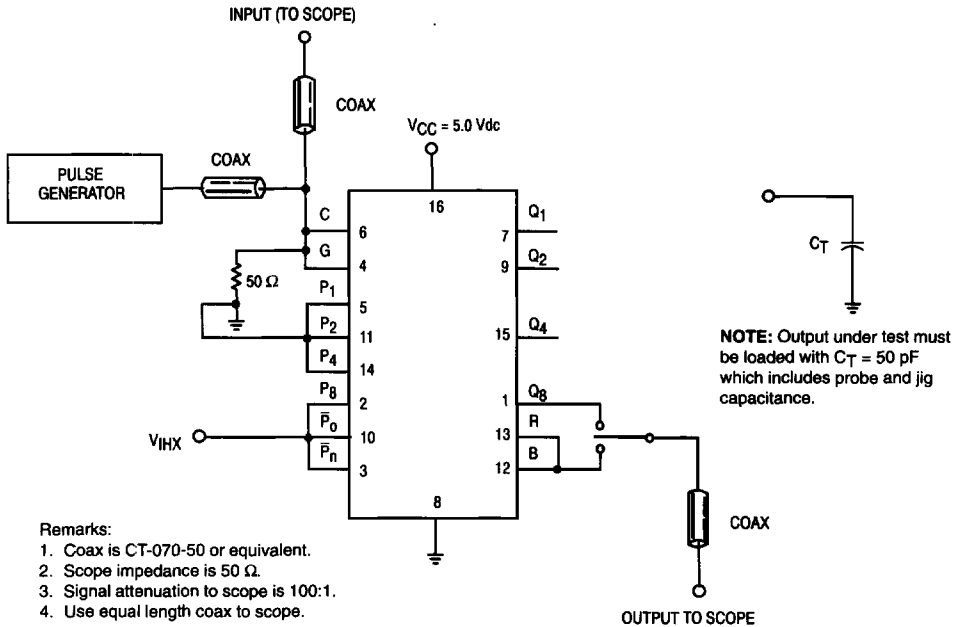 INPUT (TO SCOPE)
COAX
VCC = 5.0 Vdc
PULSE
GENERATOR
COAX
16
C
6
G
4
50 Ω
P1
5
P2
11
P4
14
P8
2
P̅o
10
P̅n
3
VIHX
Q1
7
Q2
9
Q4
15
Q8
1
R
13
B
12
8
CT
NOTE: Output under test must
be loaded with CT = 50 pF
which includes probe and jig
capacitance.
COAX
OUTPUT TO SCOPE
Remarks:
1. Coax is CT-070-50 or equivalent.
2. Scope impedance is 50 Ω.
3. Signal attenuation to scope is 100:1.
4. Use equal length coax to scope.